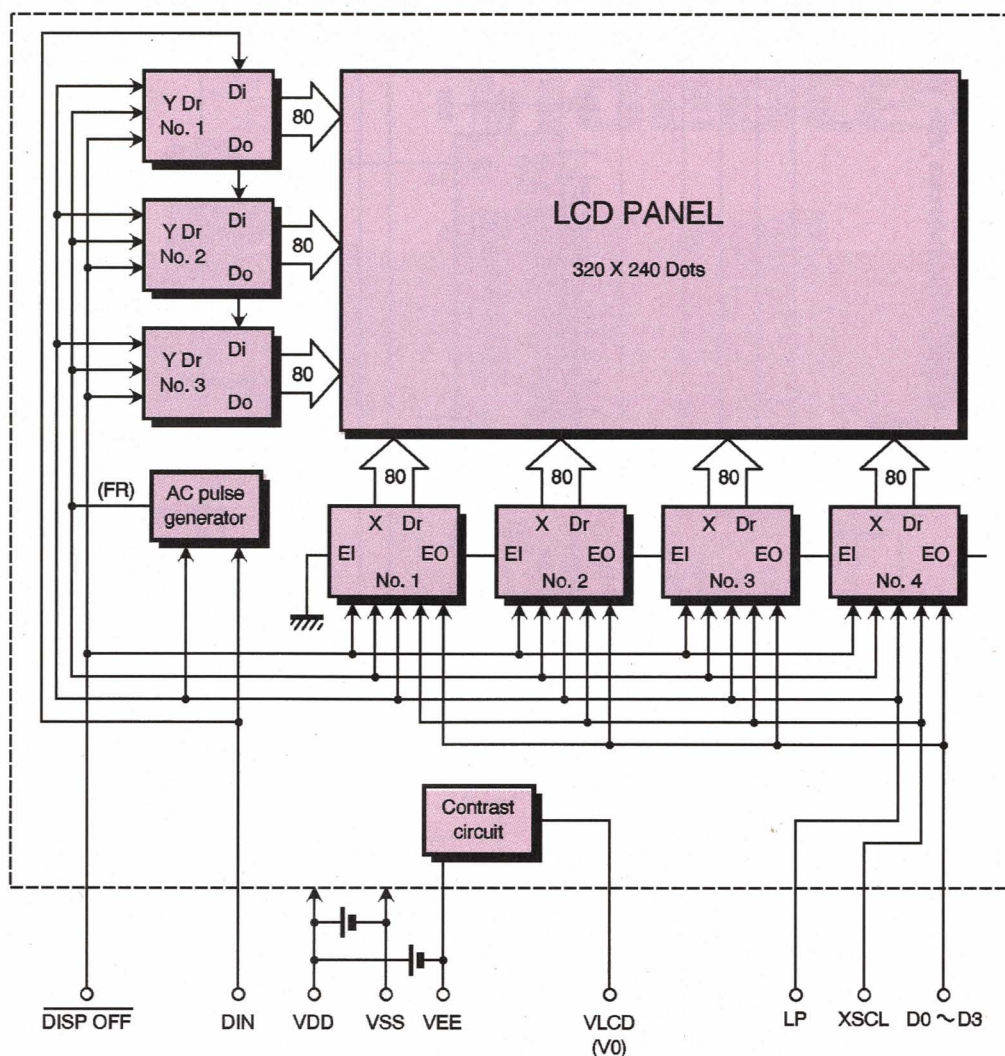 Y Dr
No. 1
Di
Do
80
Y Dr
No. 2
Di
Do
80
Y Dr
No. 3
Di
Do
80
LCD PANEL
320 X 240 Dots
(FR)
AC pulse
generator
80
80
80
80
X Dr
EI EO
No. 1
X Dr
EI EO
No. 2
X Dr
EI EO
No. 3
X Dr
EI EO
No. 4
Contrast
circuit
DISP OFF
DIN
VDD
VSS
VEE
VLCD
(V0)
LP
XSCL
D0 ~ D3